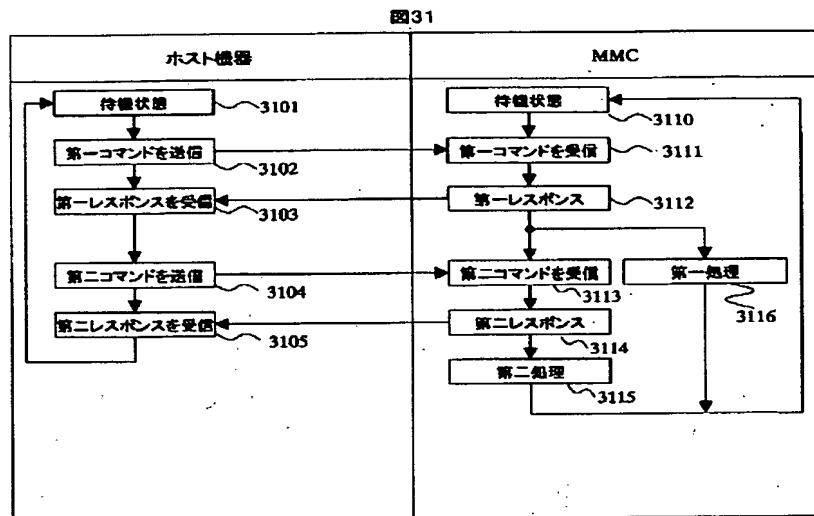 図31
ホスト機器
MMC
待機状態
3101
第一コマンドを送信
3102
第一レスポンスを受信
3103
第二コマンドを送信
3104
第二レスポンスを受信
3105
待機状態
3110
第一コマンドを受信
3111
第一レスポンス
3112
第二コマンドを受信
3113
第一処理
3116
第二レスポンス
3114
第二処理
3115